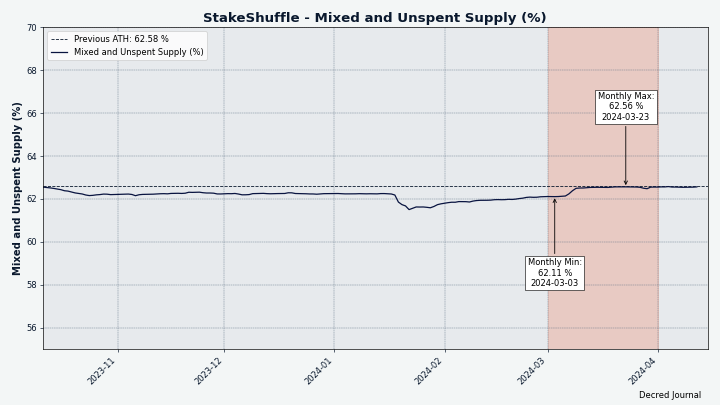 StakeShuffle - Mixed and Unspent Supply (%)
Previous ATH: 62.58 %
Mixed and Unspent Supply (%)
Mixed and Unspent Supply (%)
70
68
66
64
62
60
58
56
Monthly Max:
62.56 %
2024-03-23
Monthly Min:
62.11 %
2024-03-03
2023-11
2023-12
2024-01
2024-02
2024-03
2024-04
Decred Journal